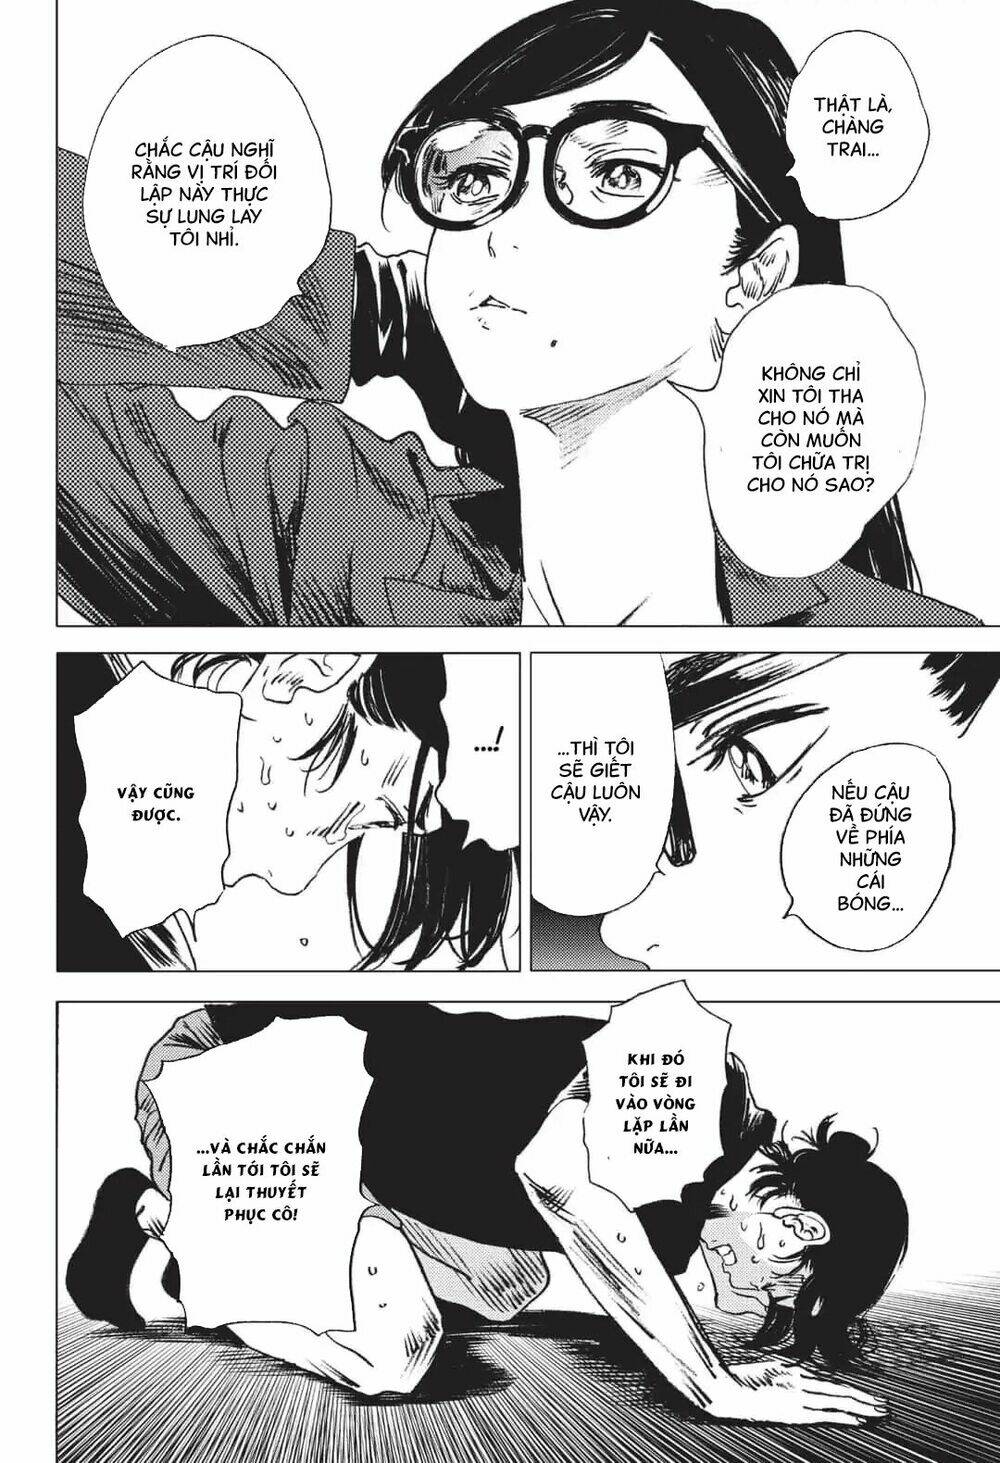 THẬT LÀ,
CHÀNG
TRAI...
CHẮC CẬU NGHĨ
RẰNG VỊ TRÍ ĐỐI
LẬP NÀY THỰC
SỰ LUNG LAY
TÔI NHỈ.
KHÔNG CHỈ
XIN TÔI THA
CHO NÓ MÀ
CÒN MUỐN
TÔI CHỮA TRỊ
CHO NÓ SAO?
NẾU CẬU
ĐÃ ĐỨNG
VỀ PHÍA
NHỮNG
CÁI
BÓNG...
...THÌ TÔI
SẼ GIẾT
CẬU LUÔN
VẬY.
....!
VẬY CŨNG
ĐƯỢC.
KHI ĐÓ
TÔI SẼ ĐI
VÀO VÒNG
LẶP LẦN
NỮA...
...VÀ CHẮC CHẮN
LẦN TỚI TÔI SẼ
LẠI THUYẾT
PHỤC CÔ!